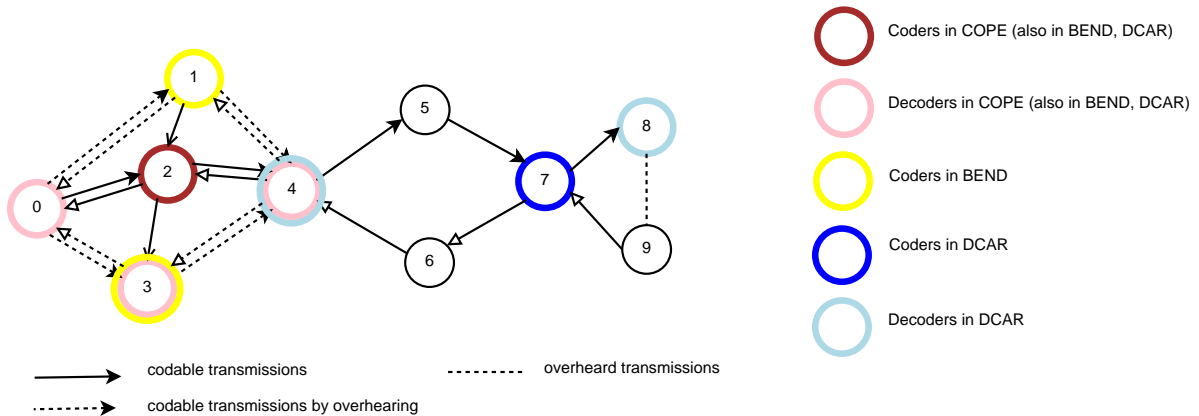 1
2
0
3
4
5
6
7
8
9
Coders in COPE (also in BEND, DCAR)
Decoders in COPE (also in BEND, DCAR)
Coders in BEND
Coders in DCAR
Decoders in DCAR
codable transmissions
overheard transmissions
codable transmissions by overhearing